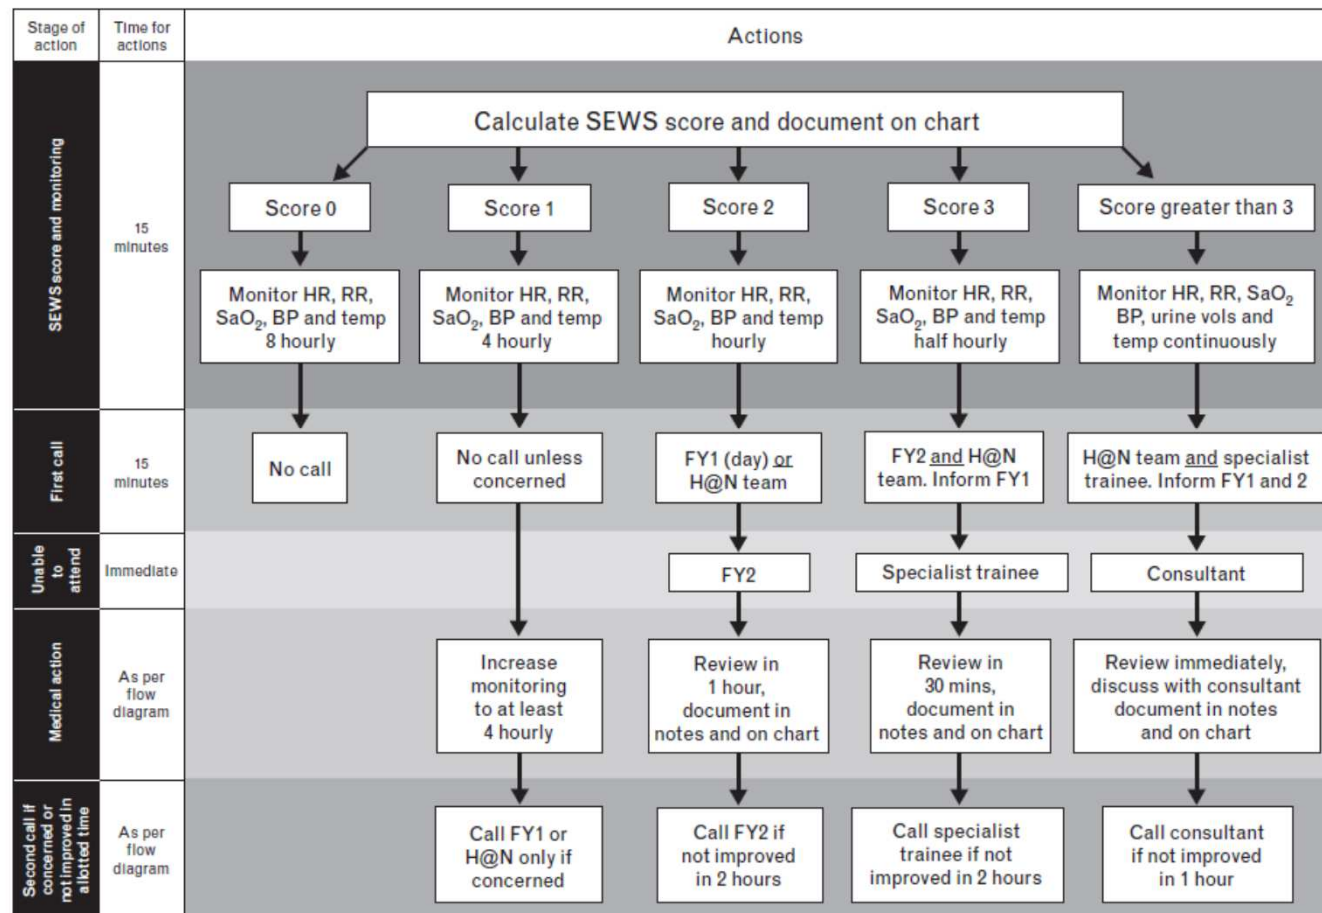 Stage of
action
Time for
actions
Actions
SEWS score and monitoring
15
minutes
Calculate SEWS score and document on chart
Score 0
Score 1
Score 2
Score 3
Score greater than 3
Monitor HR, RR,
SaO₂, BP and temp
8 hourly
Monitor HR, RR,
SaO₂, BP and temp
4 hourly
Monitor HR, RR,
SaO₂, BP and temp
hourly
Monitor HR, RR,
SaO₂, BP and temp
half hourly
Monitor HR, RR, SaO₂
BP, urine vols and
temp continuously
First call
15
minutes
No call
No call unless
concerned
FY1 (day) or
H@N team
FY2 and H@N
team. Inform FY1
H@N team and specialist
trainee. Inform FY1 and 2
Unable
to
attend
Immediate
FY2
Specialist trainee
Consultant
Medical action
As per
flow
diagram
Increase
monitoring
to at least
4 hourly
Review in
1 hour,
document in
notes and on chart
Review in
30 mins,
document in
notes and on chart
Review immediately,
discuss with consultant
document in notes
and on chart
Second call if
concerned or
not improved in
allotted time
As per
flow
diagram
Call FY1 or
H@N only if
concerned
Call FY2 if
not improved
in 2 hours
Call specialist
trainee if not
improved in 2 hours
Call consultant
if not improved
in 1 hour